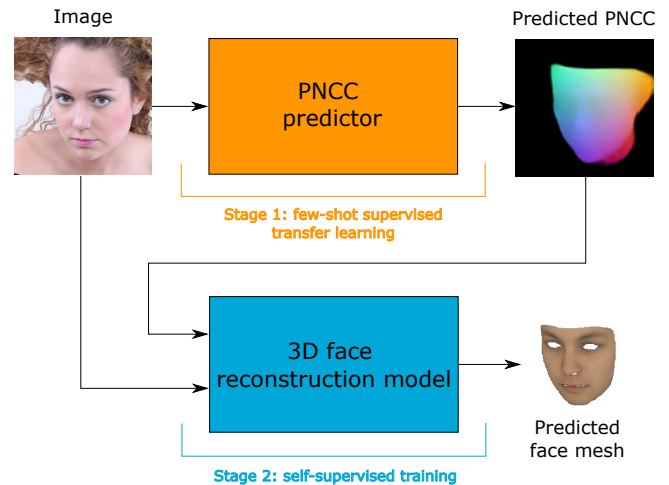 Image
Predicted PNCC
PNCC
predictor
Stage 1: few-shot supervised
transfer learning
3D face
reconstruction model
Predicted
face mesh
Stage 2: self-supervised training